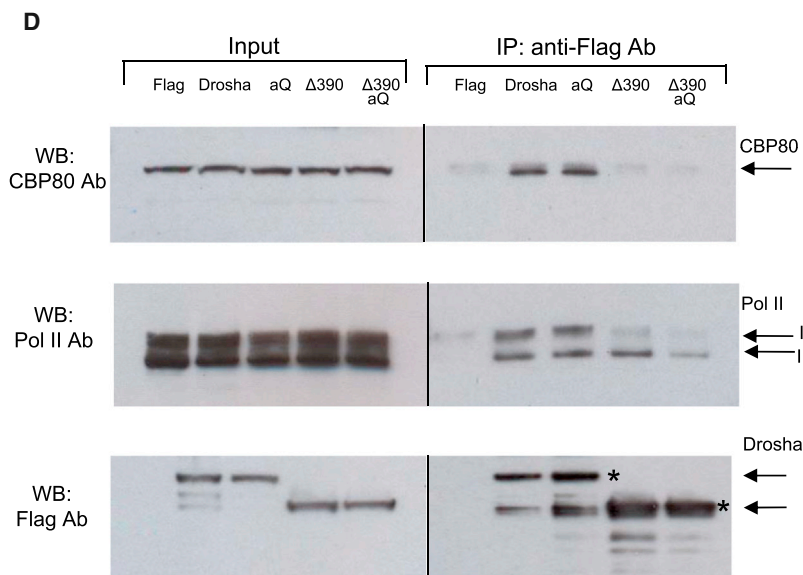 D
Input
IP: anti-Flag Ab
Flag Drosha aQ Δ390 Δ390
aQ
Flag Drosha aQ Δ390 Δ390
aQ
WB:
CBP80 Ab
CBP80
WB:
Pol II Ab
Pol II
I
I
WB:
Flag Ab
Drosha
*
*